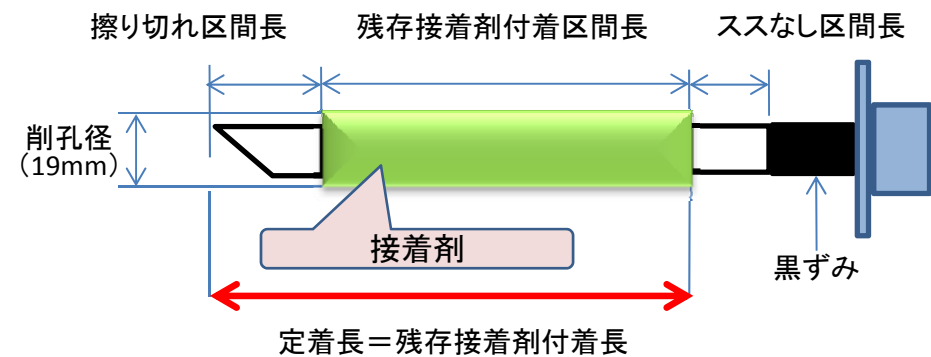 擦り切れ区間長
残存接着剤付着区間長
ススなし区間長
削孔径
（19mm）
接着剤
黒ずみ
定着長＝残存接着剤付着長